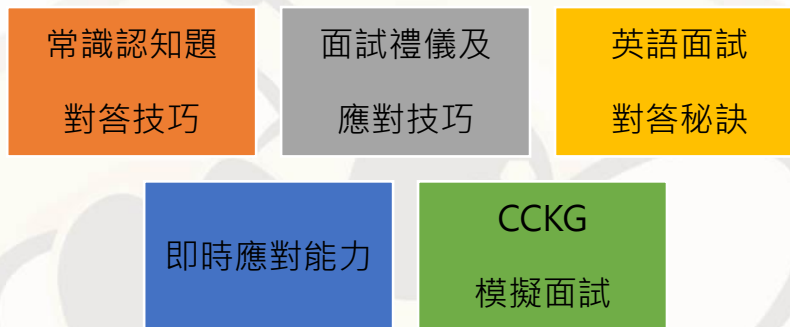 常識認知題
對答技巧
面試禮儀及
應對技巧
英語面試
對答秘訣
即時應對能力
CCKG
模擬面試